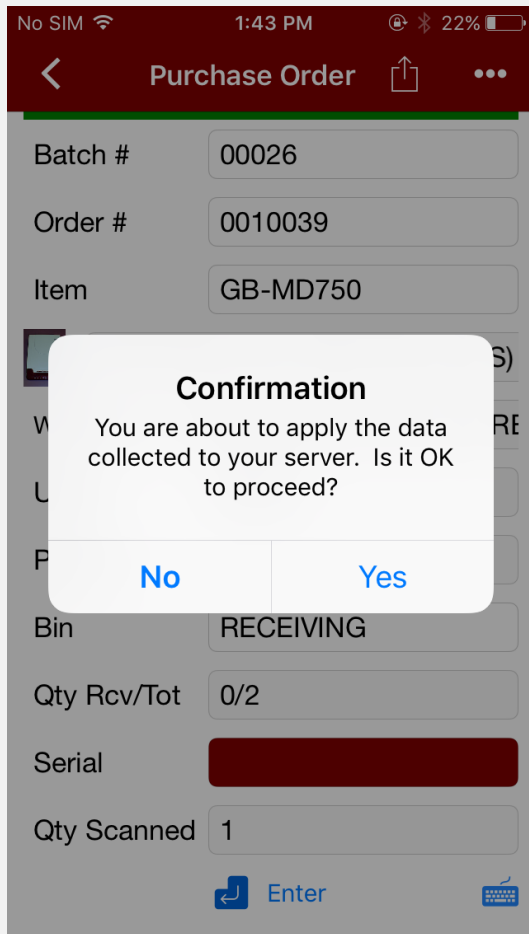 No SIM 1:43 PM 22%
Purchase Order
Batch # 00026
Order # 0010039
Item GB-MD750
S)
Confirmation
You are about to apply the data
collected to your server. Is it OK
to proceed?
No Yes
Bin RECEIVING
Qty Rcv/Tot 0/2
Serial
Qty Scanned 1
Enter